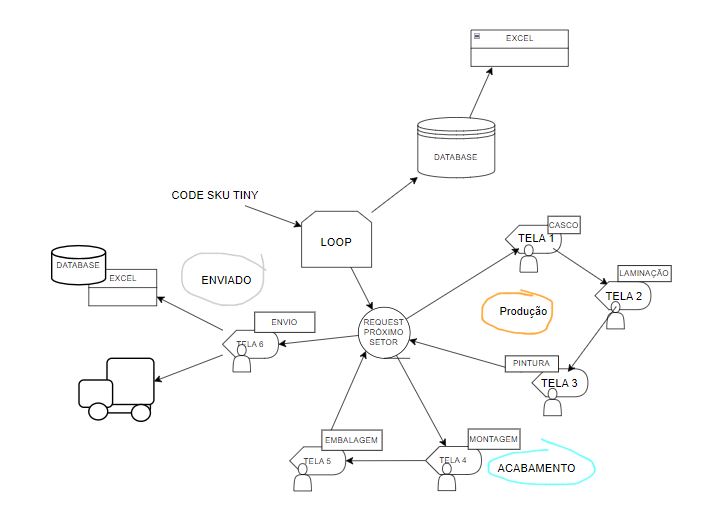 EXCEL
DATABASE
CODE SKU TINY
LOOP
CASCO
TELA 1
DATABASE
EXCEL
ENVIADO
LAMINAÇÃO
TELA 2
Produção
ENVIO
TELA 6
REQUEST
PRÓXIMO
SETOR
PINTURA
TELA 3
EMBALAGEM
TELA 5
MONTAGEM
TELA 4
ACABAMENTO